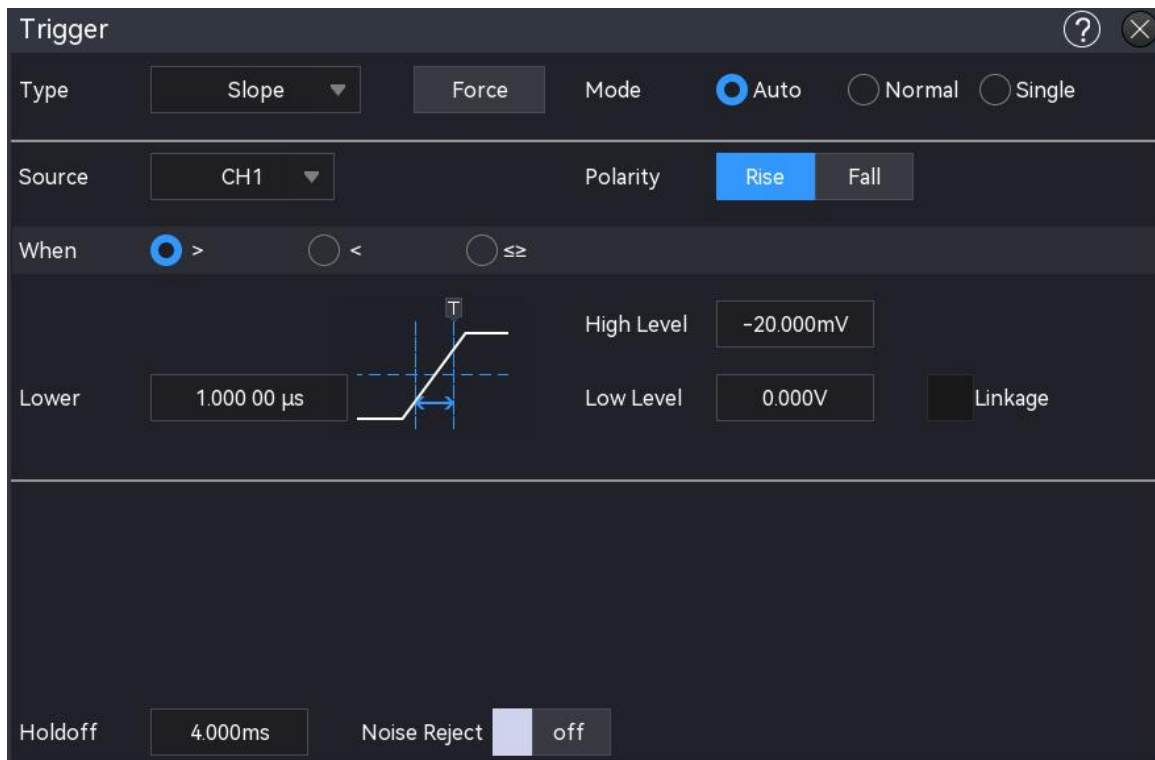 Trigger ?
Type Slope Force Mode Auto Normal Single
Source CH1 Polarity Rise Fall
When > < ≤≥
T
High Level -20.000mV
Lower 1.000 00 μs Low Level 0.000V Linkage
Holdoff 4.000ms Noise Reject off